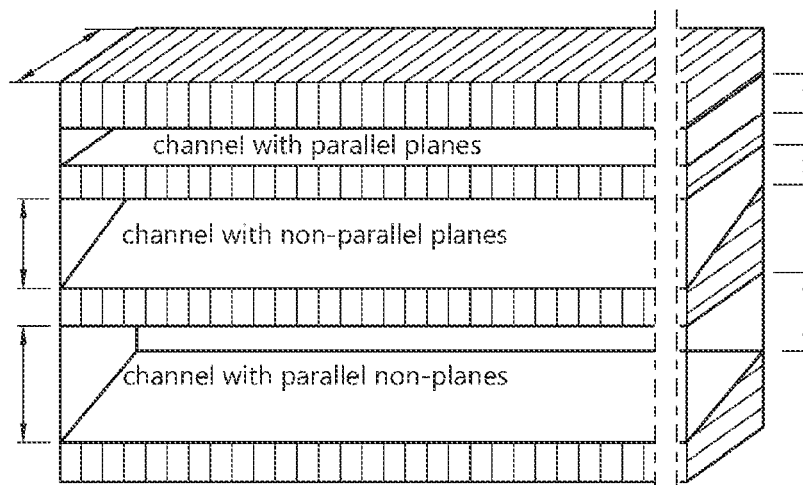 channel with parallel planes
channel with non-parallel planes
channel with parallel non-planes